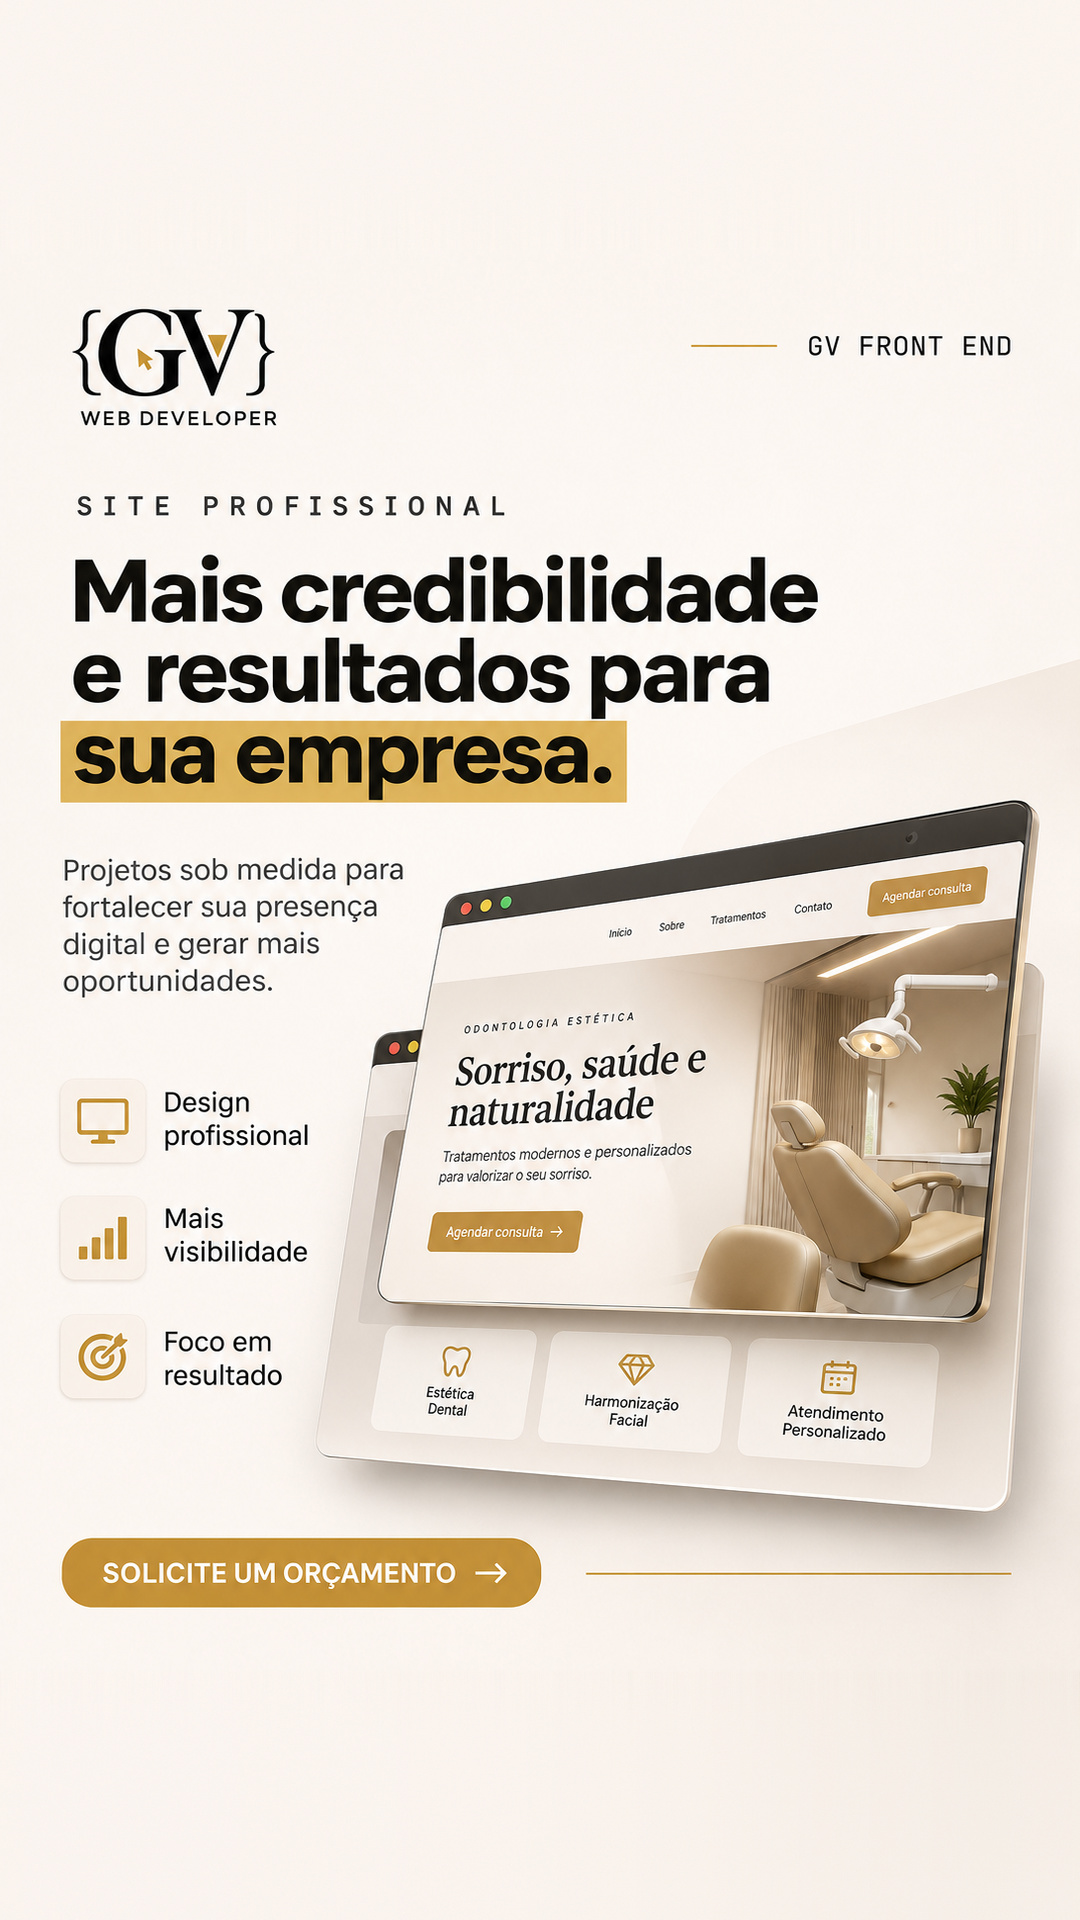 {GV}
WEB DEVELOPER
GV FRONT END
SITE PROFISSIONAL
Mais credibilidade
e resultados para
sua empresa.
Projetos sob medida para
fortalecer sua presença
digital e gerar mais
oportunidades.
Design
profissional
Mais
visibilidade
Foco em
resultado
Início Sobre Tratamentos Contato Agendar consulta
ODONTOLOGIA ESTÉTICA
Sorriso, saúde e
naturalidade
Tratamentos modernos e personalizados
para valorizar o seu sorriso.
Agendar consulta →
Estética
Dental
Harmonização
Facial
Atendimento
Personalizado
SOLICITE UM ORÇAMENTO →